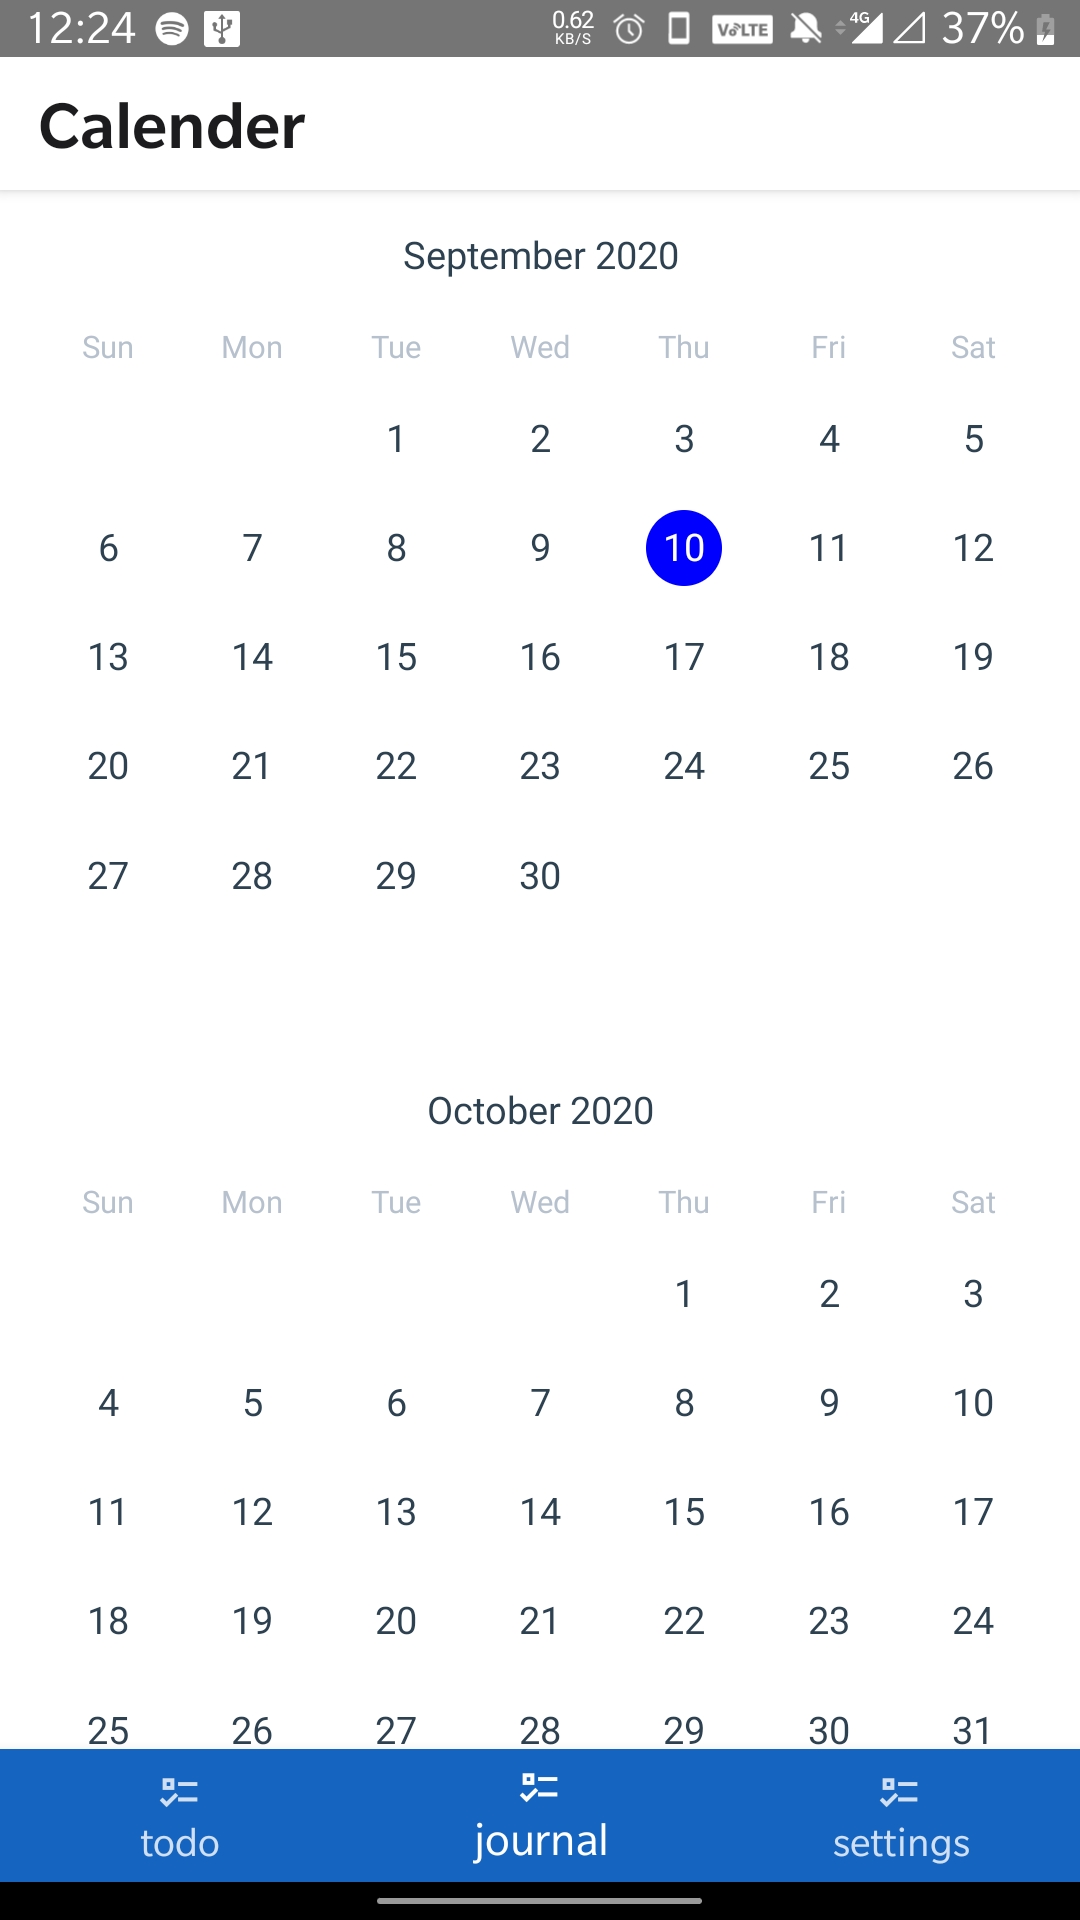 12:24 0.62 KB/S VoLTE 4G 37%
Calender
September 2020
Sun Mon Tue Wed Thu Fri Sat
1 2 3 4 5
6 7 8 9 10 11 12
13 14 15 16 17 18 19
20 21 22 23 24 25 26
27 28 29 30
October 2020
Sun Mon Tue Wed Thu Fri Sat
1 2 3
4 5 6 7 8 9 10
11 12 13 14 15 16 17
18 19 20 21 22 23 24
25 26 27 28 29 30 31
todo journal settings